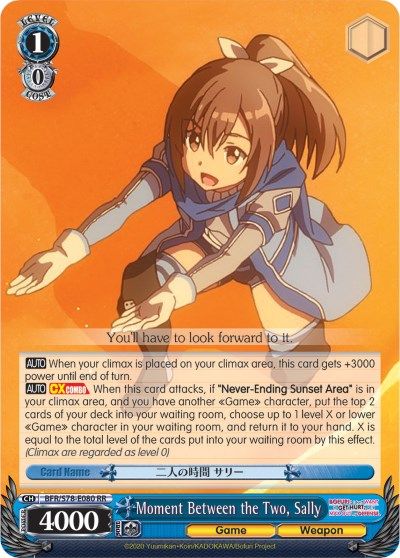 LEVEL
1
0
COST
You'll have to look forward to it.
AUTO When your climax is placed on your climax area, this card gets +3000
power until end of turn.
AUTO CX COMBO When this card attacks, if "Never-Ending Sunset Area" is in
your climax area, and you have another «Game» character, put the top 2
cards of your deck into your waiting room, choose up to 1 level X or lower
«Game» character in your waiting room, and return it to your hand. X is
equal to the total level of the cards put into your waiting room by this effect.
(Climax are regarded as level 0)
Card Name 二人の時間 サリー
CH BFR/S78-E080 RR
POWER 4000
Moment Between the Two, Sally
Game Weapon
©2020 Yuumikan・Koin/KADOKAWA/Bofuri Project